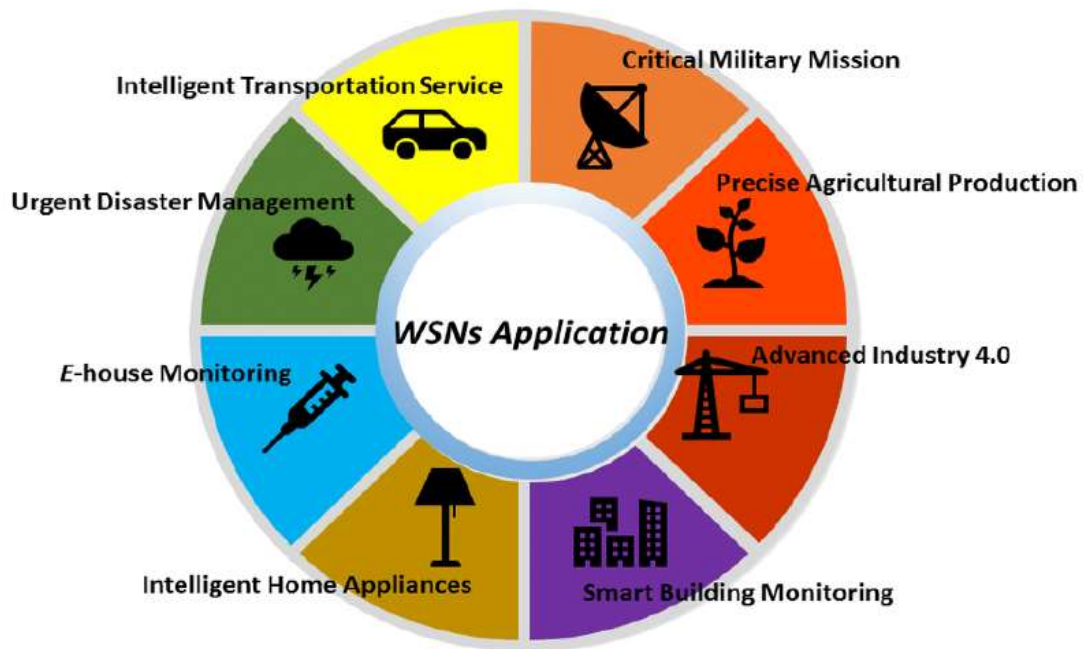 Critical Military Mission
Intelligent Transportation Service
Precise Agricultural Production
Urgent Disaster Management
WSNs Application
Advanced Industry 4.0
E-house Monitoring
Intelligent Home Appliances
Smart Building Monitoring